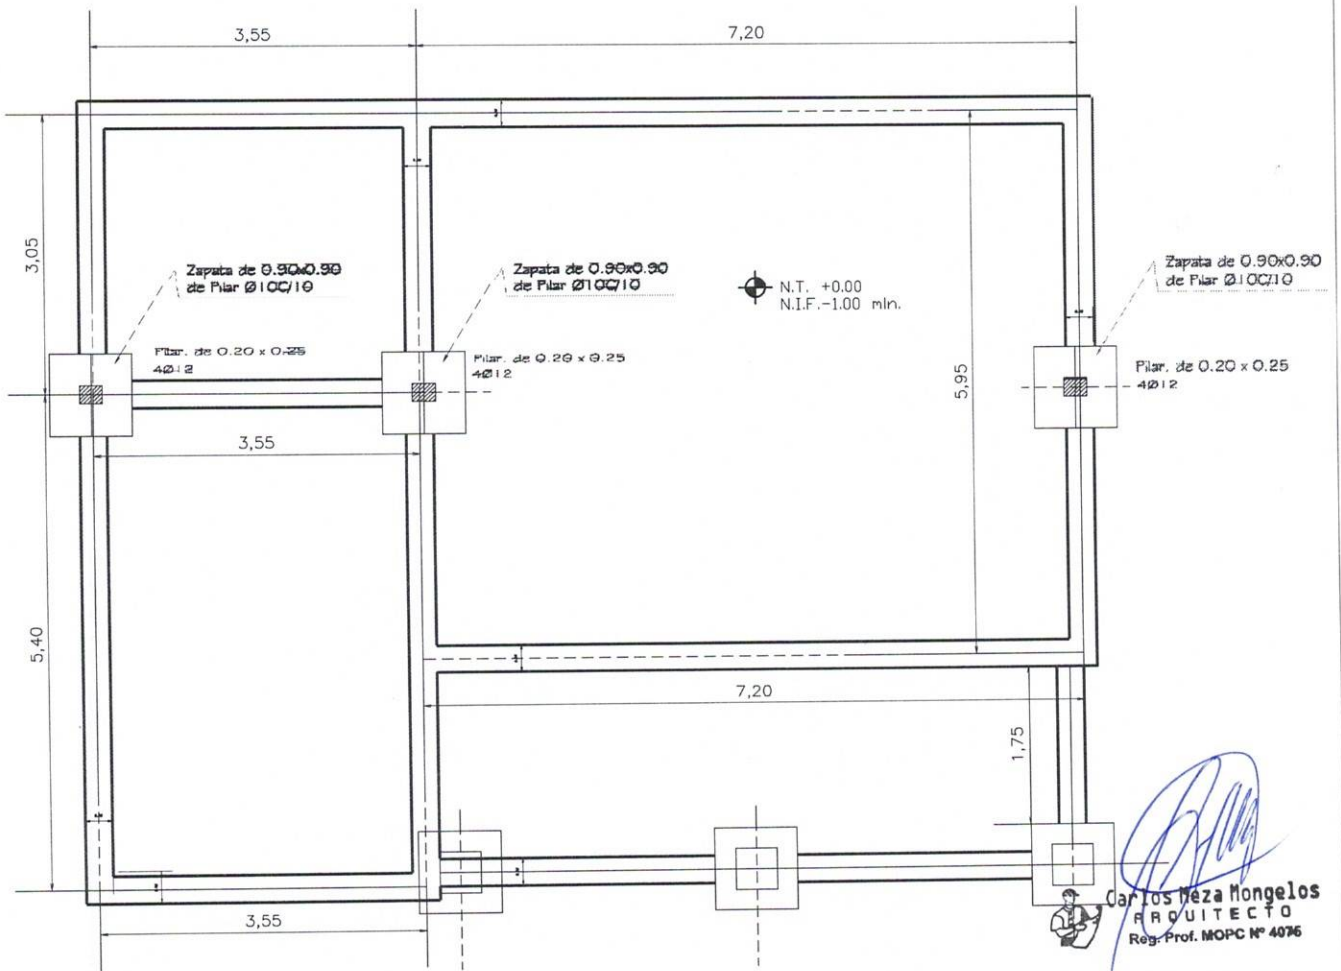 3,55
7,20
3,05
Zapata de 0.90x0.90
de Pilar Ø10C/10
Zapata de 0.90x0.90
de Pilar Ø10C/10
N.T. +0.00
N.I.F.-1.00 min.
Zapata de 0.90x0.90
de Pilar Ø10C/10
Pilar. de 0.20 x 0.25
4Ø12
Pilar. de 0.20 x 0.25
4Ø12
5,95
Pilar. de 0.20 x 0.25
4Ø12
3,55
5,40
7,20
1,75
3,55
Carlos Meza Mongelos
ARQUITECTO
Reg. Prof. MOPC Nº 4076